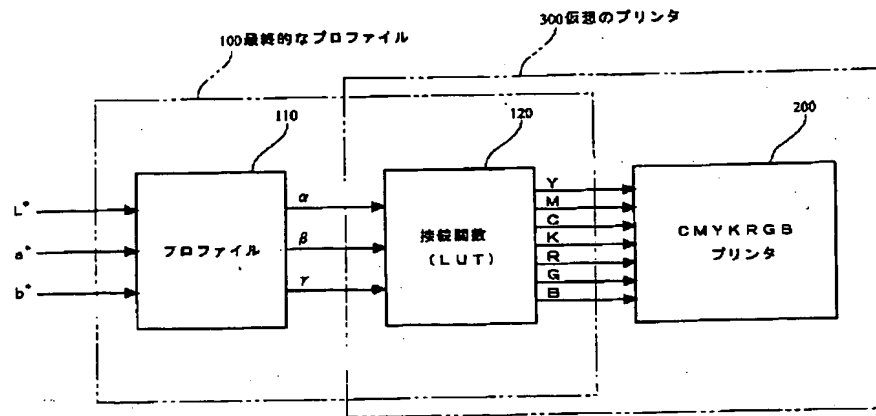 300仮想のプリンタ
100最終的なプロファイル
110
120
200
L*
a*
b*
プロファイル
α
β
γ
接続関数
(LUT)
Y
M
C
K
R
G
B
CMYKRGB
プリンタ